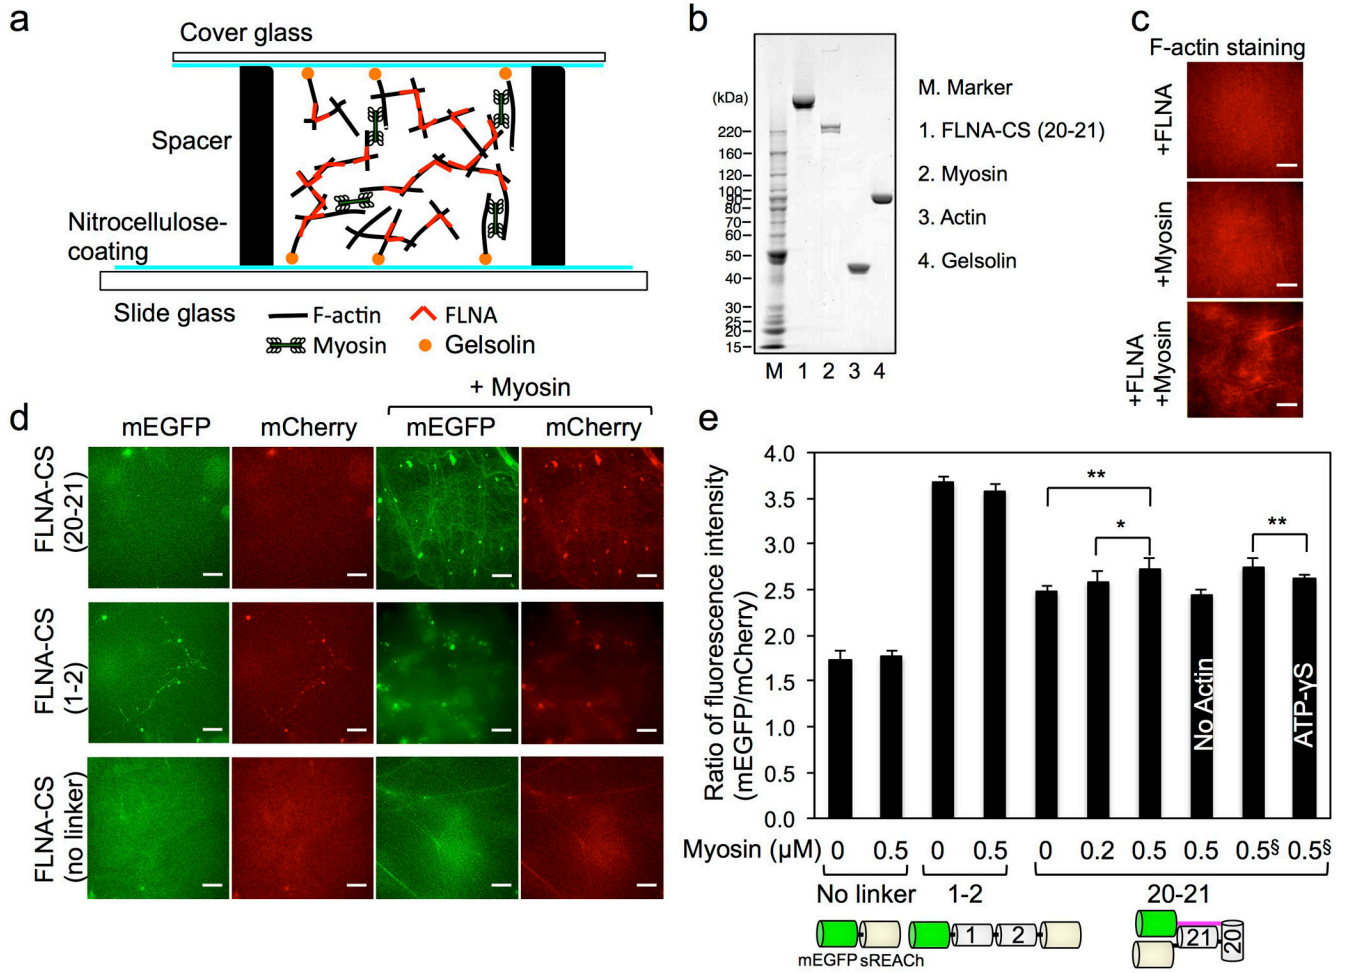 a
Cover glass
Spacer
Nitrocellulose-
coating
Slide glass
F-actin
FLNA
Myosin
Gelsolin
b
(kDa)
220
160
120
100
90
80
70
60
50
40
30
25
20
15
M 1 2 3 4
M. Marker
1. FLNA-CS (20-21)
2. Myosin
3. Actin
4. Gelsolin
c
F-actin staining
+FLNA
+Myosin
+FLNA
+Myosin
d
+ Myosin
mEGFP mCherry mEGFP mCherry
FLNA-CS
(20-21)
FLNA-CS
(1-2)
FLNA-CS
(no linker)
e
Ratio of fluorescence intensity
(mEGFP/mCherry)
4.0
3.5
3.0
2.5
2.0
1.5
1.0
0.5
0.0
**
*
**
No Actin
ATP-γS
Myosin (μM) 0 0.5 0 0.5 0 0.2 0.5 0.5 0.5§ 0.5§
No linker 1-2 20-21
1 2 21 20
mEGFP sREACh